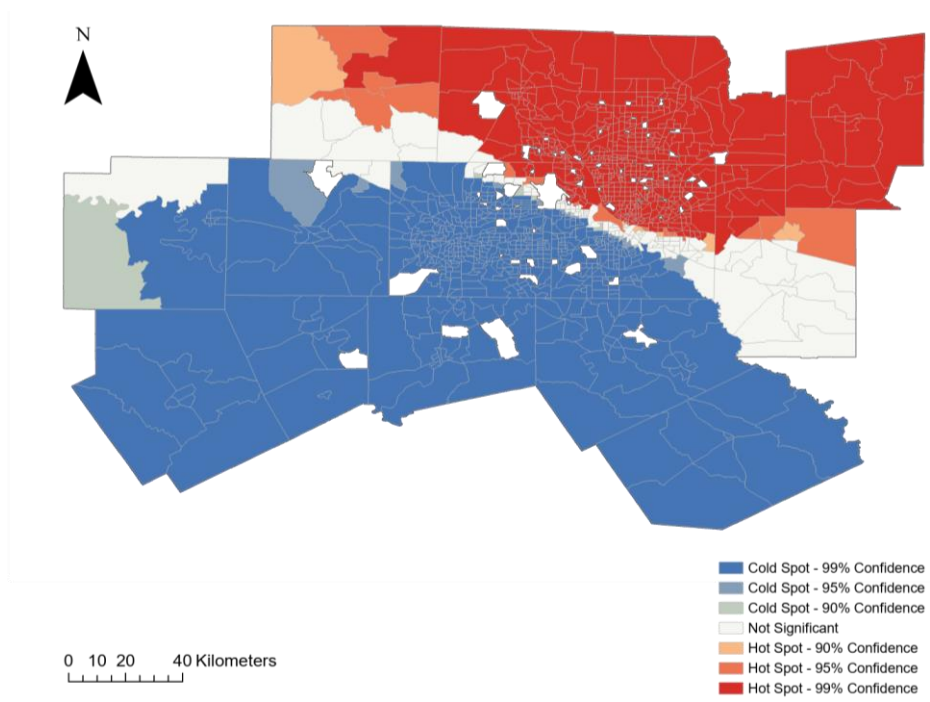 N
Cold Spot - 99% Confidence
Cold Spot - 95% Confidence
Cold Spot - 90% Confidence
Not Significant
Hot Spot - 90% Confidence
Hot Spot - 95% Confidence
Hot Spot - 99% Confidence
0 10 20 40 Kilometers